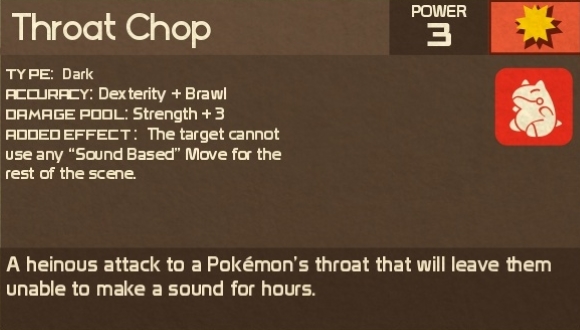 Throat Chop
POWER
3
TYPE: Dark
ACCURACY: Dexterity + Brawl
DAMAGE POOL: Strength + 3
ADDED EFFECT: The target cannot
use any “Sound Based” Move for the
rest of the scene.
A heinous attack to a Pokémon's throat that will leave them
unable to make a sound for hours.